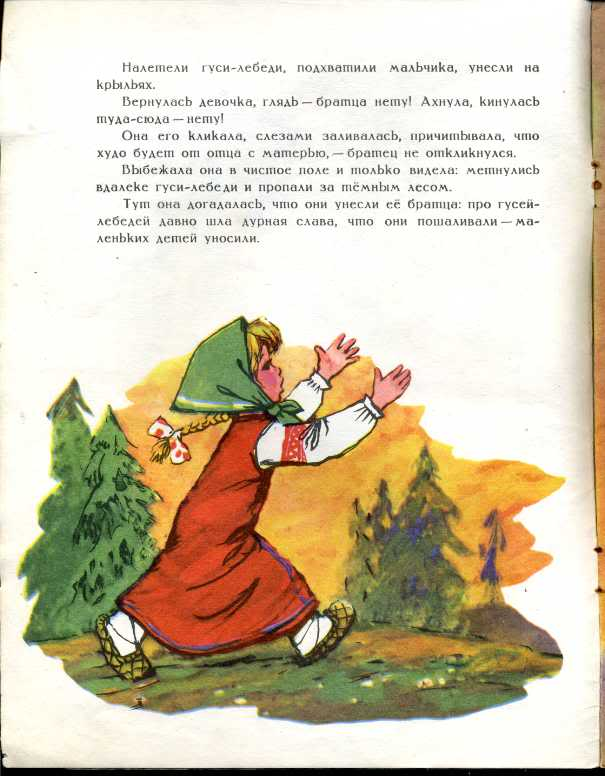 Налетели гуси-лебеди, подхватили мальчика, унесли на
крыльях.
Вернулась девочка, глядь — братца нету! Ахнула, кинулась
туда-сюда — нету!
Она его кликала, слезами заливалась, причитывала, что
худо будет от отца с матерью, — братец не откликнулся.
Выбежала она в чистое поле и только видела: метнулись
вдалеке гуси-лебеди и пропали за тёмным лесом.
Тут она догадалась, что они унесли её братца: про гусей-
лебедей давно шла дурная слава, что они пошаливали — ма-
леньких детей уносили.